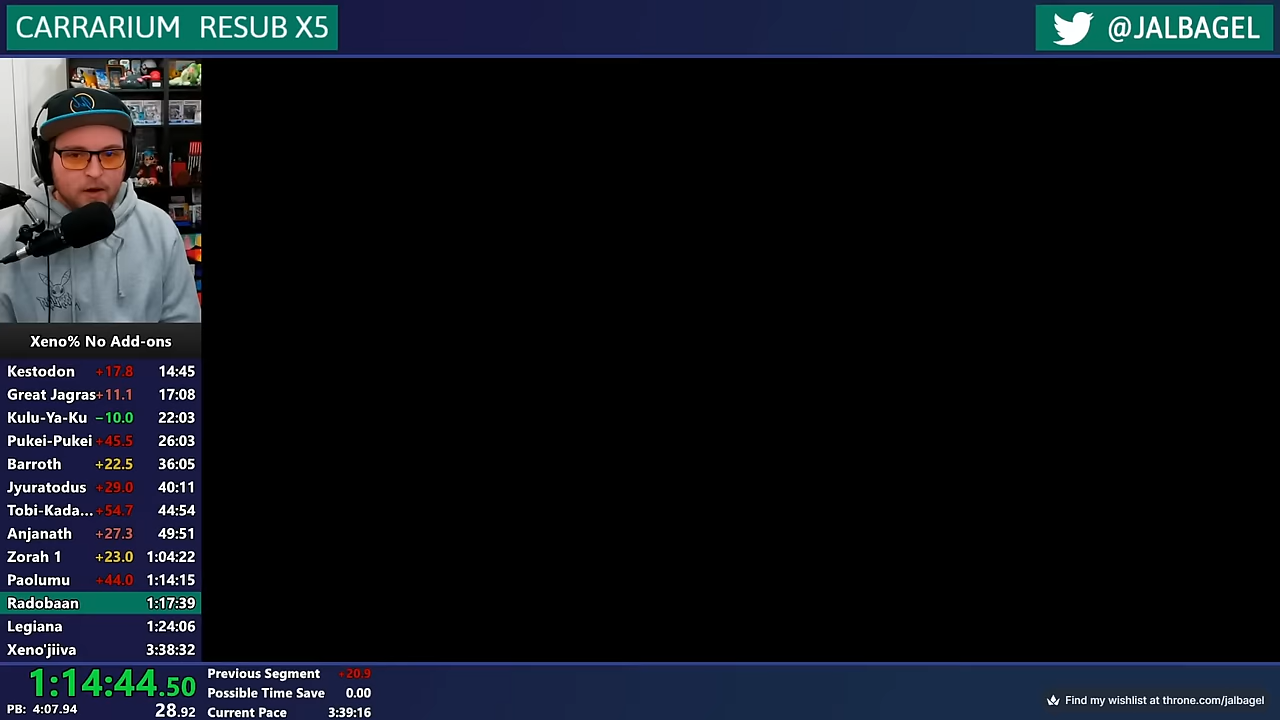 CARRARIUM RESUB X5
@JALBAGEL
Xeno% No Add-ons
Kestodon +17.8 14:45
Great Jagras +11.1 17:08
Kulu-Ya-Ku −10.0 22:03
Pukei-Pukei +45.5 26:03
Barroth +22.5 36:05
Jyuratodus +29.0 40:11
Tobi-Kada... +54.7 44:54
Anjanath +27.3 49:51
Zorah 1 +23.0 1:04:22
Paolumu +44.0 1:14:15
Radobaan 1:17:39
Legiana 1:24:06
Xeno'jiiva 3:38:32
1:14:44.50
PB: 4:07.94 28.92
Previous Segment +20.9
Possible Time Save 0.00
Current Pace 3:39:16
Find my wishlist at throne.com/jalbagel